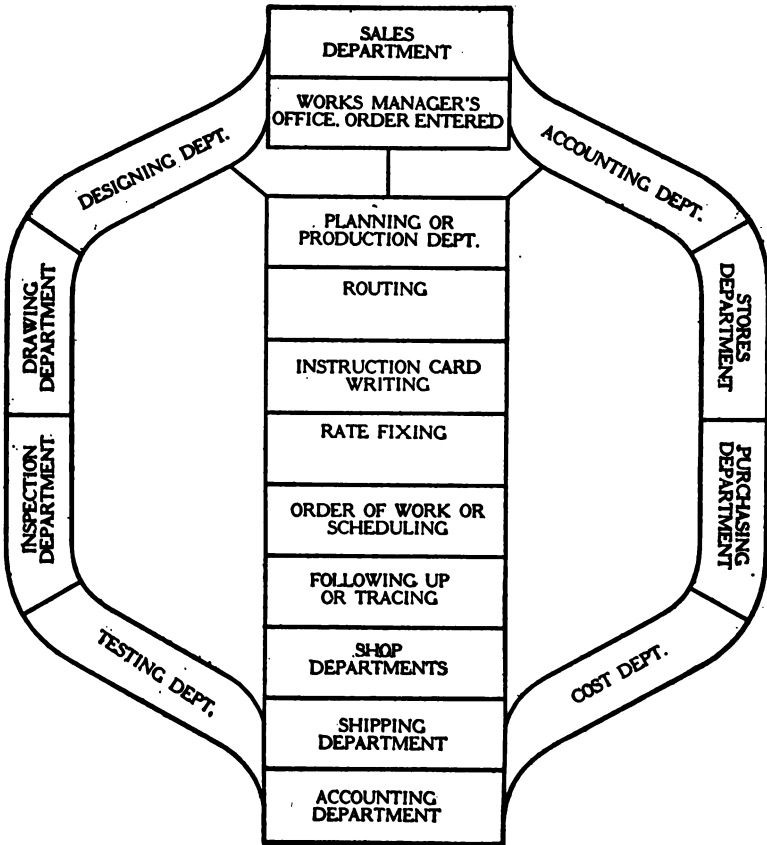 SALES
DEPARTMENT
WORKS MANAGER'S
OFFICE. ORDER ENTERED
DESIGNING DEPT.
ACCOUNTING DEPT.
PLANNING OR
PRODUCTION DEPT.
ROUTING
DRAWING
DEPARTMENT
STORES
DEPARTMENT
INSTRUCTION CARD
WRITING
RATE FIXING
INSPECTION
DEPARTMENT
PURCHASING
DEPARTMENT
ORDER OF WORK OR
SCHEDULING
FOLLOWING UP
OR TRACING
TESTING DEPT.
SHOP
DEPARTMENTS
COST DEPT.
SHIPPING
DEPARTMENT
ACCOUNTING
DEPARTMENT